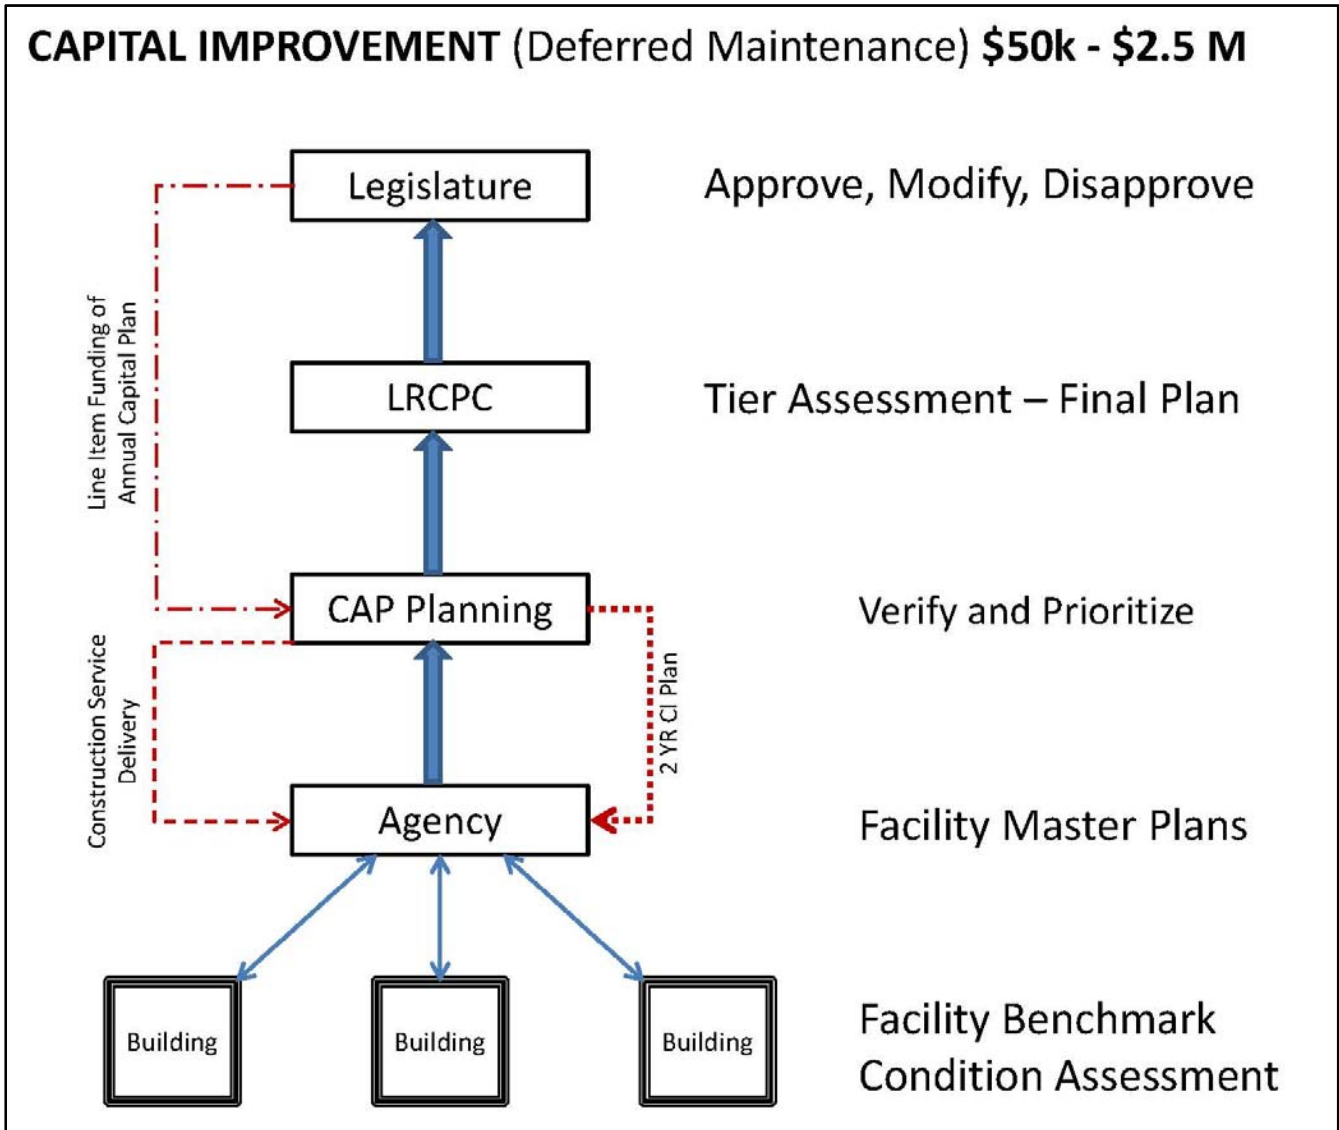 CAPITAL IMPROVEMENT (Deferred Maintenance) $50k - $2.5 M
Legislature
Approve, Modify, Disapprove
Line Item Funding of
Annual Capital Plan
LRCPC
Tier Assessment – Final Plan
CAP Planning
Verify and Prioritize
Construction Service
Delivery
2 YR CI Plan
Agency
Facility Master Plans
Building
Building
Building
Facility Benchmark
Condition Assessment